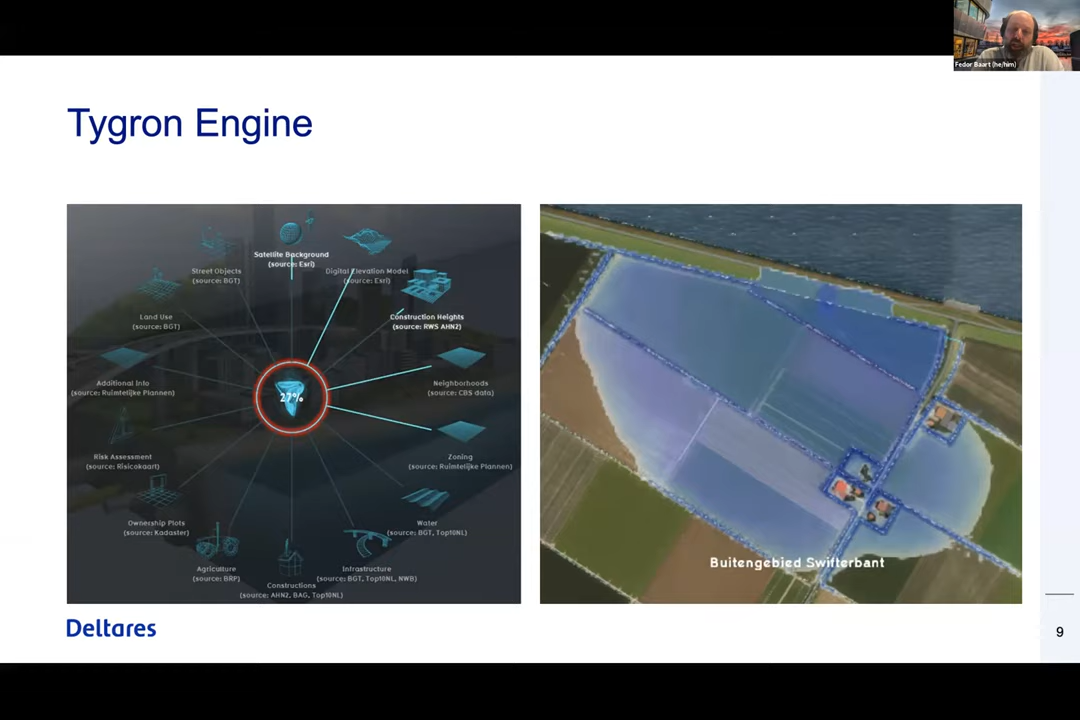 Fedor Baart (he/him)
Tygron Engine
Satellite Background
(source: Esri)
Street Objects
(source: BGT)
Digital Elevation Model
(source: Esri)
Land Use
(source: BGT)
Construction Heights
(source: RWS AHN2)
Additional Info
(source: Ruimtelijke Plannen)
Neighborhoods
(source: CBS data)
27%
Risk Assessment
(source: Risicokaart)
Zoning
(source: Ruimtelijke Plannen)
Ownership Plots
(source: Kadaster)
Water
(source: BGT, Top10NL)
Agriculture
(source: BRP)
Infrastructure
(source: BGT, Top10NL, NWB)
Constructions
(source: AHN2, BAG, Top10NL)
Buitengebied Swifterbant
Deltares
9